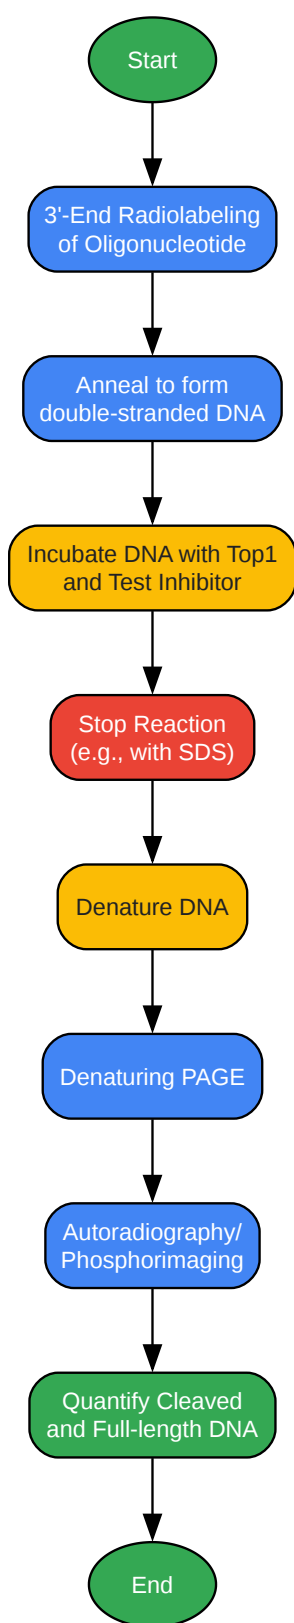 Start
3'-End Radiolabeling
of Oligonucleotide
Anneal to form
double-stranded DNA
Incubate DNA with Top1
and Test Inhibitor
Stop Reaction
(e.g., with SDS)
Denature DNA
Denaturing PAGE
Autoradiography/
Phosphorimaging
Quantify Cleaved
and Full-length DNA
End